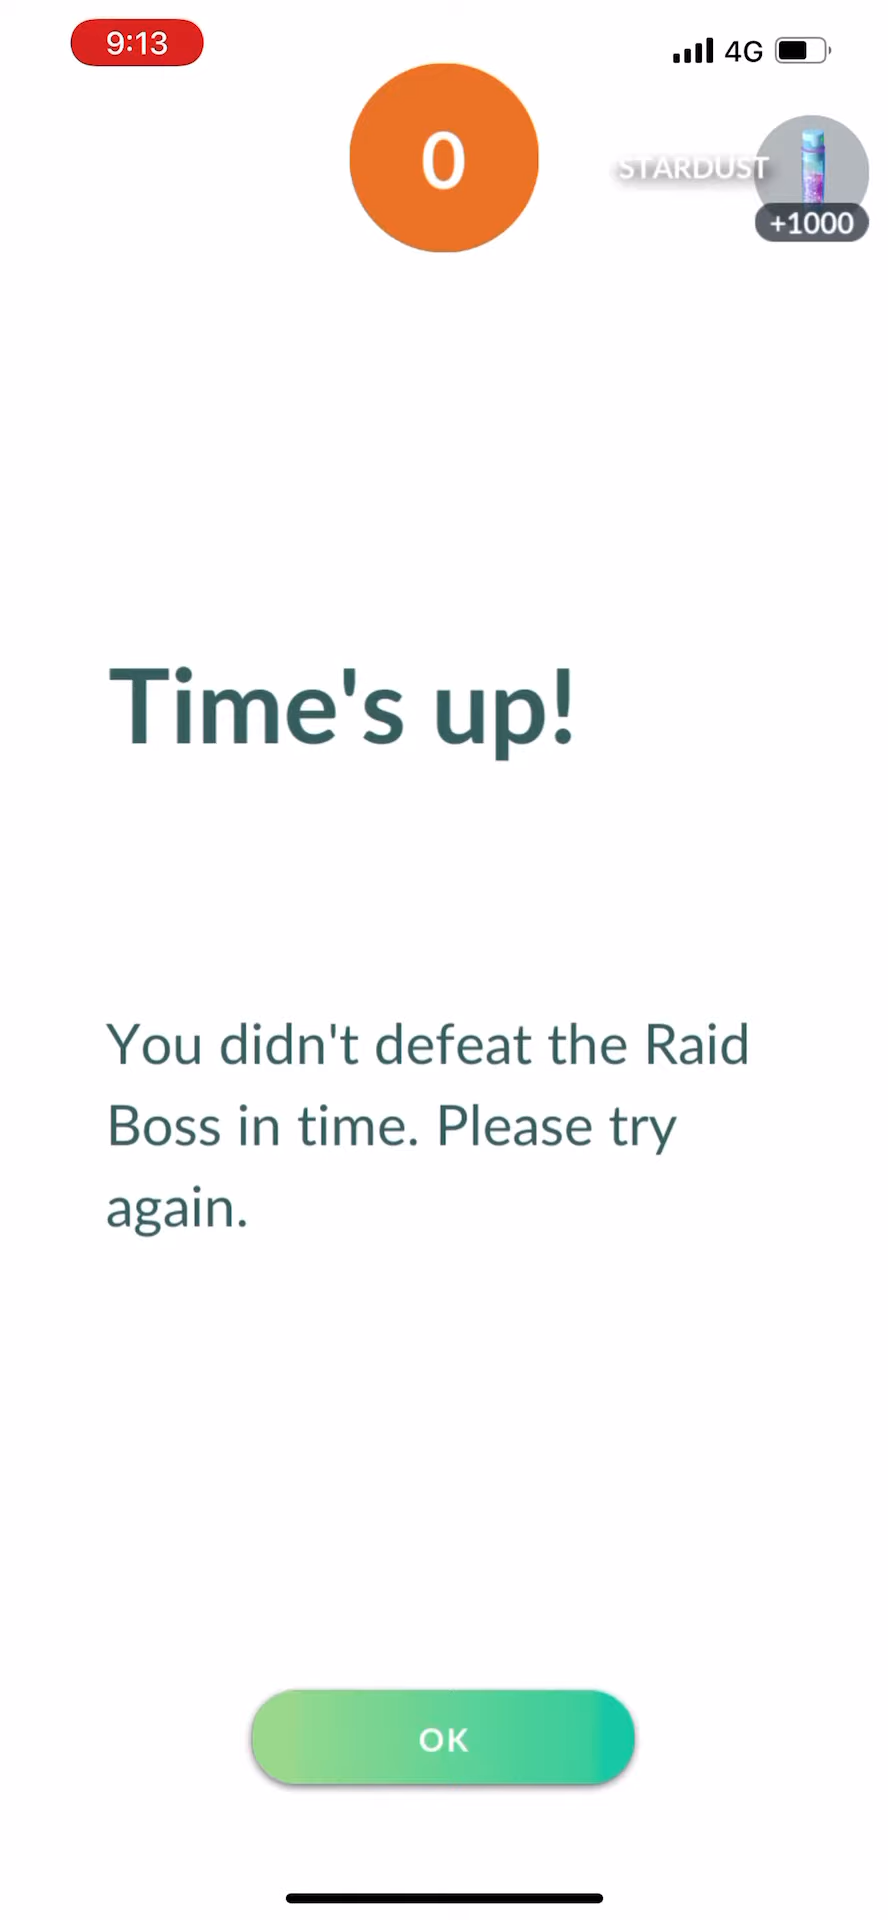 9:13
4G
0
STARDUST
+1000
Time's up!
You didn't defeat the Raid
Boss in time. Please try
again.
OK